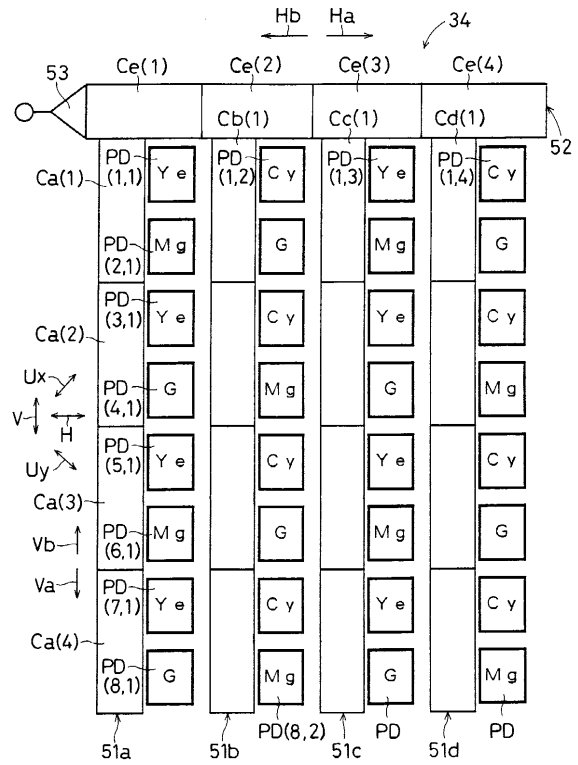 Hb Ha
34
53 Ce(1) Ce(2) Ce(3) Ce(4)
Cb(1) Cc(1) Cd(1)
52
Ca(1) PD (1,1) Ye PD (1,2) Cy PD (1,3) Ye PD (1,4) Cy
PD (2,1) Mg G Mg G
Ca(2) PD (3,1) Ye Cy Ye Cy
Ux
PD (4,1) G Mg G Mg
V H
Uy
PD (5,1) Ye Cy Ye Cy
Ca(3)
PD (6,1) Mg G Mg G
Vb
Va
PD (7,1) Ye Cy Ye Cy
Ca(4)
PD (8,1) G Mg G Mg
51a 51b PD(8,2) 51c PD 51d PD